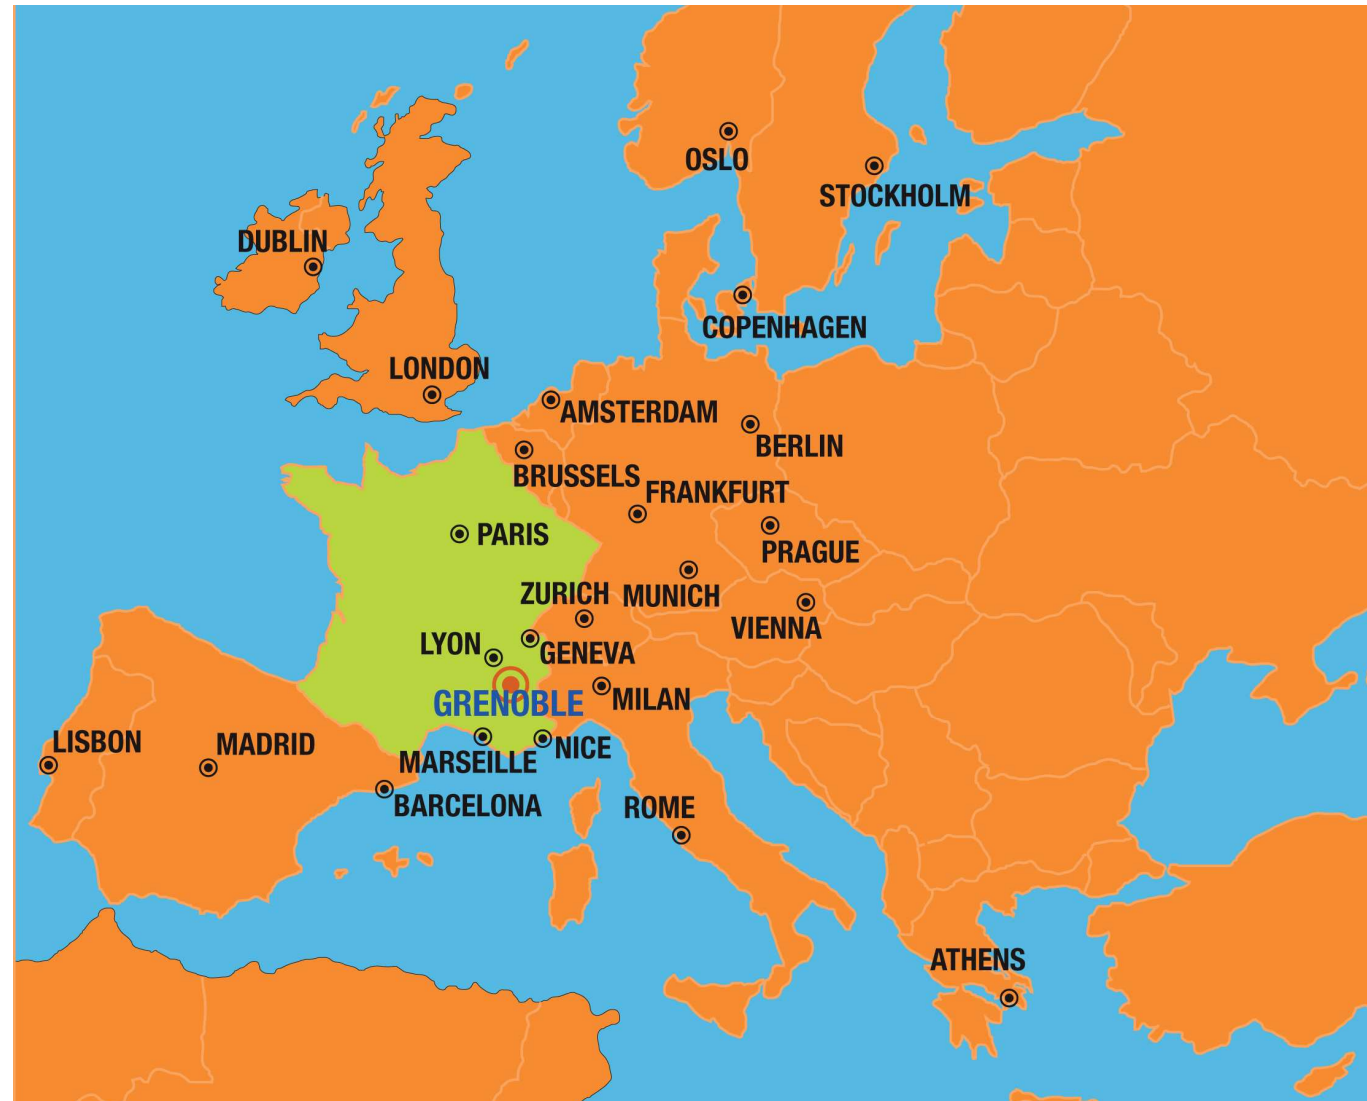 OSLO
STOCKHOLM
DUBLIN
COPENHAGEN
LONDON
AMSTERDAM
BERLIN
BRUSSELS
FRANKFURT
PARIS
PRAGUE
ZURICH
MUNICH
VIENNA
LYON
GENEVA
GRENOBLE
MILAN
LISBON
MADRID
NICE
MARSEILLE
BARCELONA
ROME
ATHENS